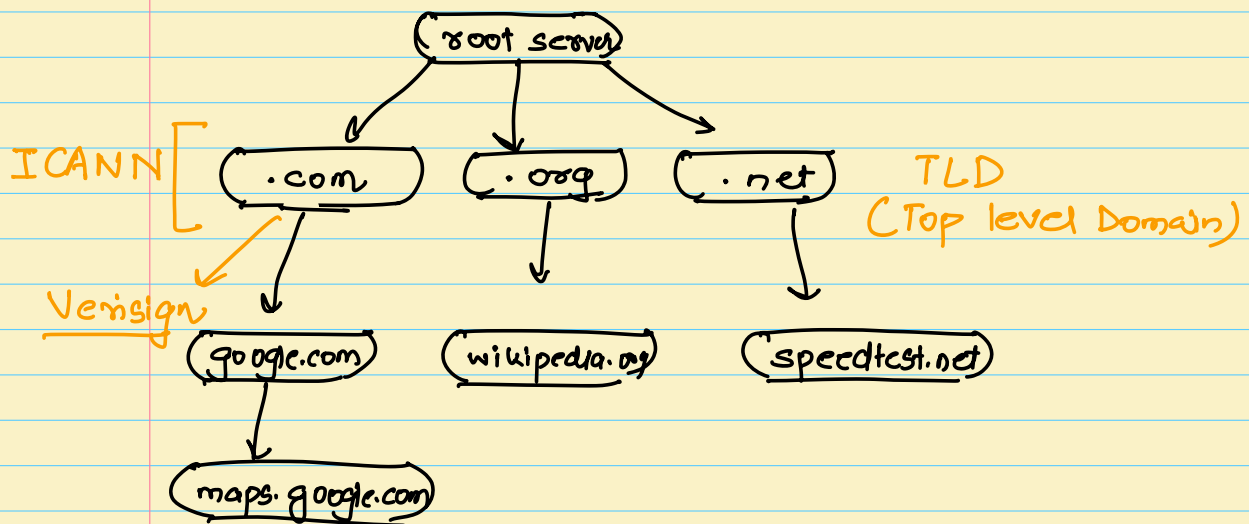 root server
ICANN
.com
.org
.net
TLD
(Top level Domain)
Verisign
google.com
wikipedia.org
speedtest.net
maps.google.com